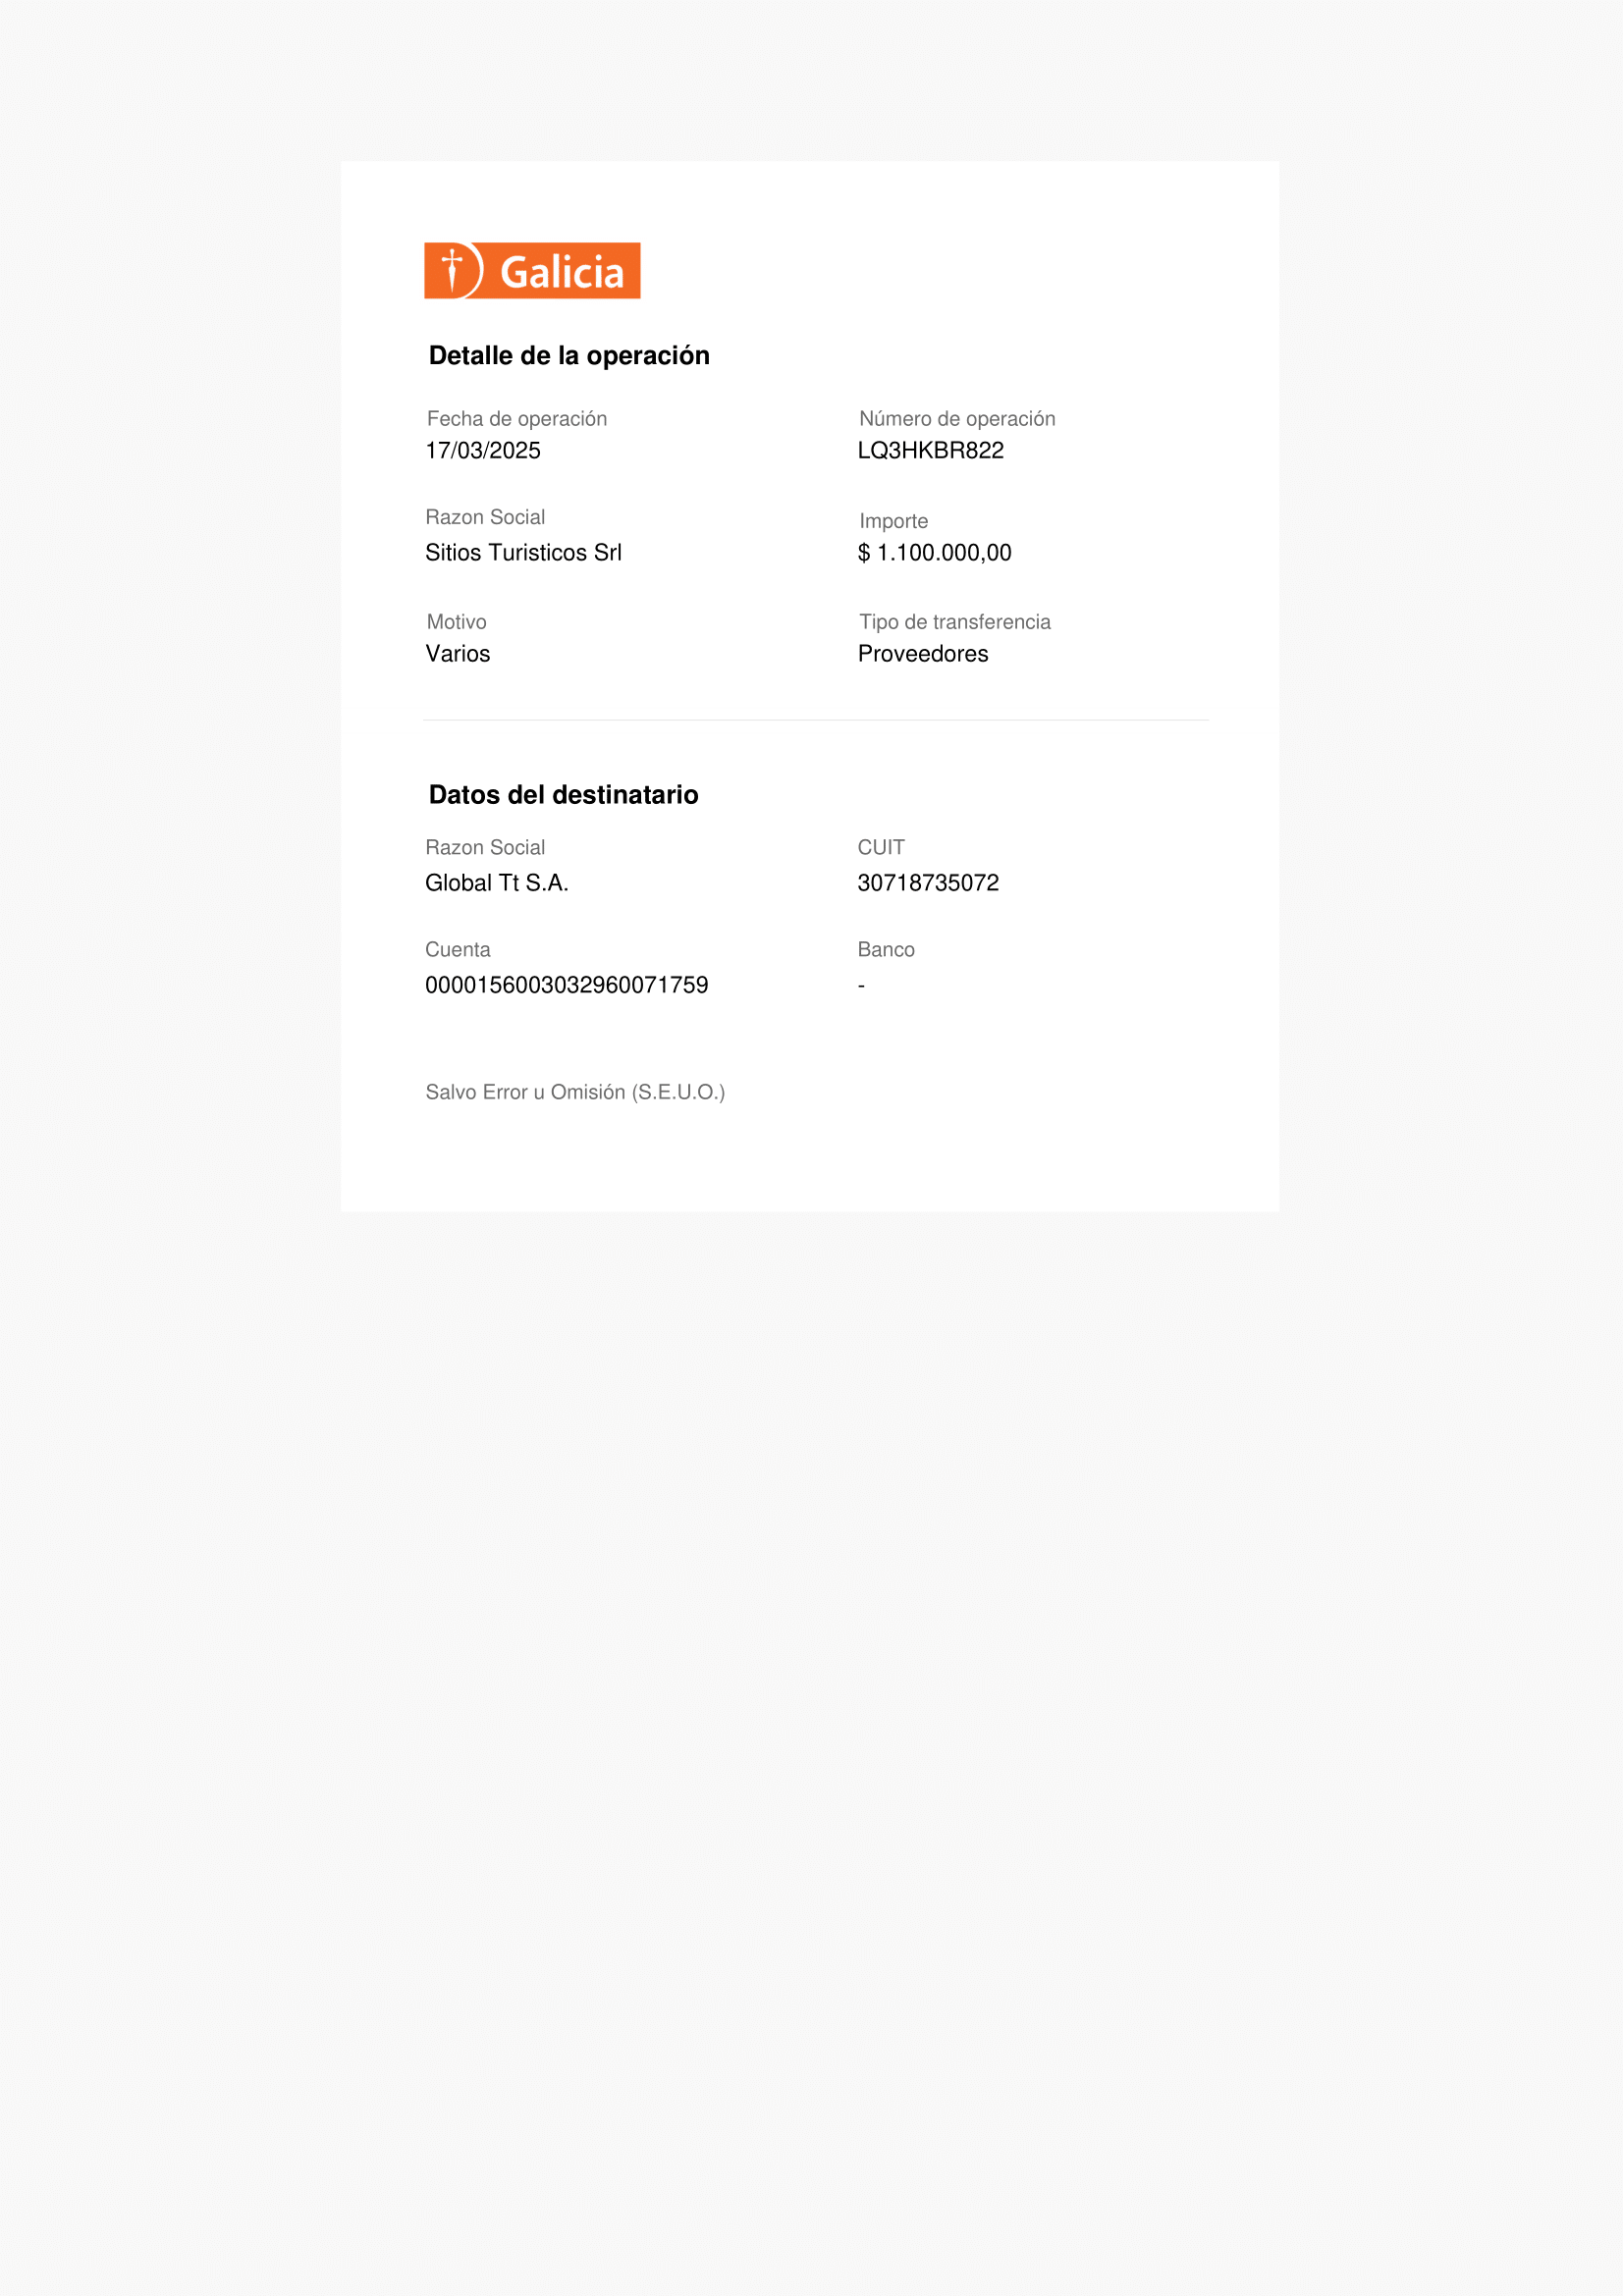 Galicia
Detalle de la operación
Fecha de operación
17/03/2025
Número de operación
LQ3HKBR822
Razon Social
Sitios Turisticos Srl
Importe
$ 1.100.000,00
Motivo
Varios
Tipo de transferencia
Proveedores
Datos del destinatario
Razon Social
Global Tt S.A.
CUIT
30718735072
Cuenta
0000156003032960071759
Banco
-
Salvo Error u Omisión (S.E.U.O.)